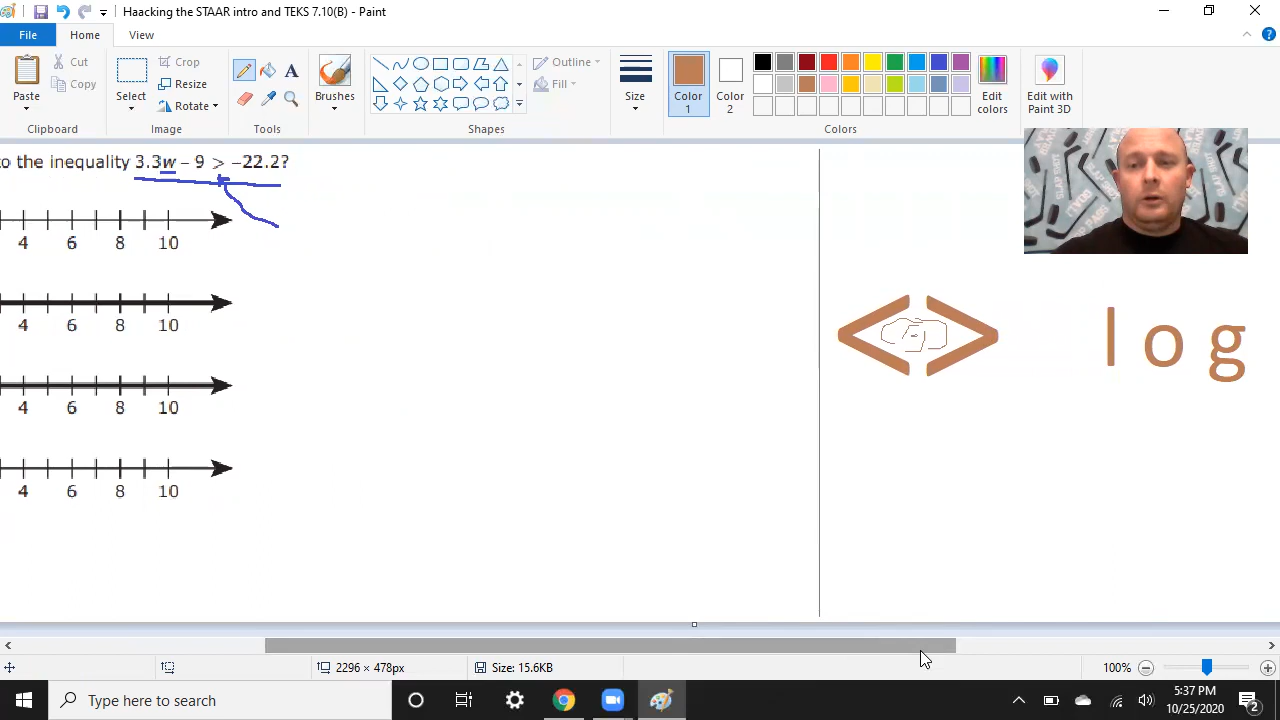 Haacking the STAAR intro and TEKS 7.10(B) - Paint
File Home View
Paste Cut Copy Clipboard
Select Crop Resize Rotate Image
Tools
Brushes
Shapes
Outline Fill
Size
Color 1 Color 2 Edit colors Colors
Edit with Paint 3D
to the inequality 3.3w – 9 > –22.2?
4 6 8 10
4 6 8 10
4 6 8 10
4 6 8 10
< > log
2296 × 478px Size: 15.6KB 100%
Type here to search
5:37 PM
10/25/2020
2